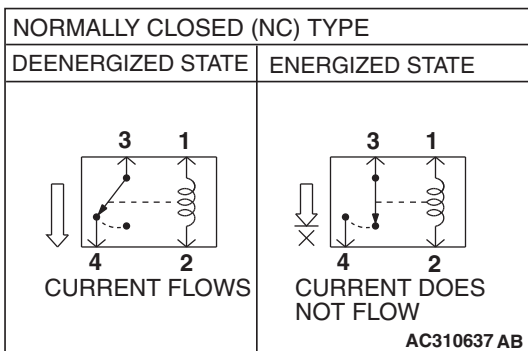 NORMALLY CLOSED (NC) TYPE
DEENERGIZED STATE
ENERGIZED STATE
3 1
4 2
CURRENT FLOWS
3 1
4 2
CURRENT DOES
NOT FLOW
AC310637 AB